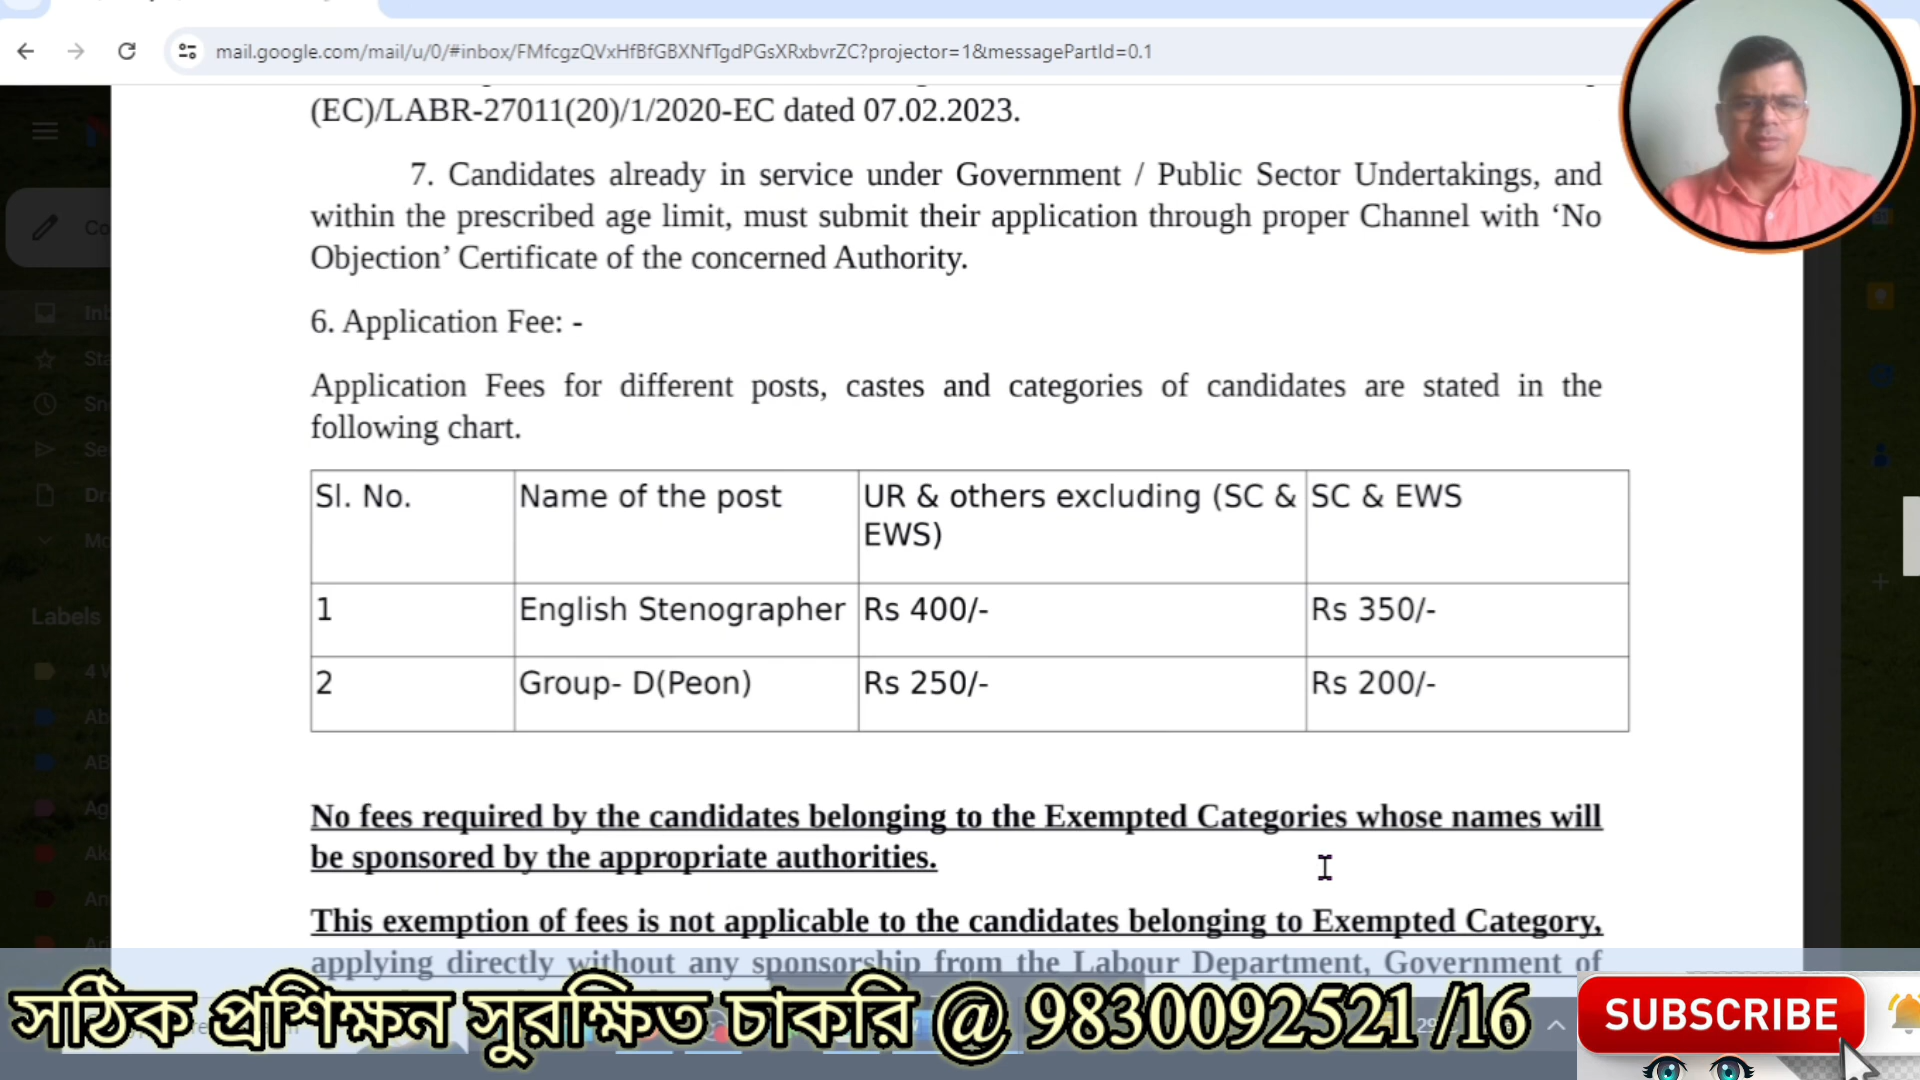 mail.google.com/mail/u/0/#inbox/FMfcgzQVxHfBfGBXNfTgdPGsXRxbvrZC?projector=1&messagePartId=0.1
(EC)/LABR-27011(20)/1/2020-EC dated 07.02.2023.
7. Candidates already in service under Government / Public Sector Undertakings, and
within the prescribed age limit, must submit their application through proper Channel with ‘No
Objection’ Certificate of the concerned Authority.
6. Application Fee: -
Application Fees for different posts, castes and categories of candidates are stated in the
following chart.
Sl. No. Name of the post UR & others excluding (SC & EWS) SC & EWS
1 English Stenographer Rs 400/- Rs 350/-
2 Group- D(Peon) Rs 250/- Rs 200/-
No fees required by the candidates belonging to the Exempted Categories whose names will
be sponsored by the appropriate authorities.
This exemption of fees is not applicable to the candidates belonging to Exempted Category,
applying directly without any sponsorship from the Labour Department, Government of
Labels
সঠিক প্রশিক্ষন সুরক্ষিত চাকরি @ 9830092521 /16
SUBSCRIBE